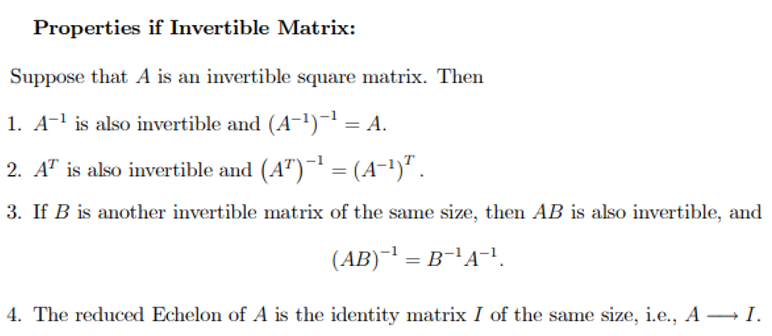 Properties if Invertible Matrix:
Suppose that A is an invertible square matrix. Then
1. A⁻¹ is also invertible and (A⁻¹)⁻¹ = A.
2. Aᵀ is also invertible and (Aᵀ)⁻¹ = (A⁻¹)ᵀ.
3. If B is another invertible matrix of the same size, then AB is also invertible, and
(AB)⁻¹ = B⁻¹A⁻¹.
4. The reduced Echelon of A is the identity matrix I of the same size, i.e., A ⟶ I.